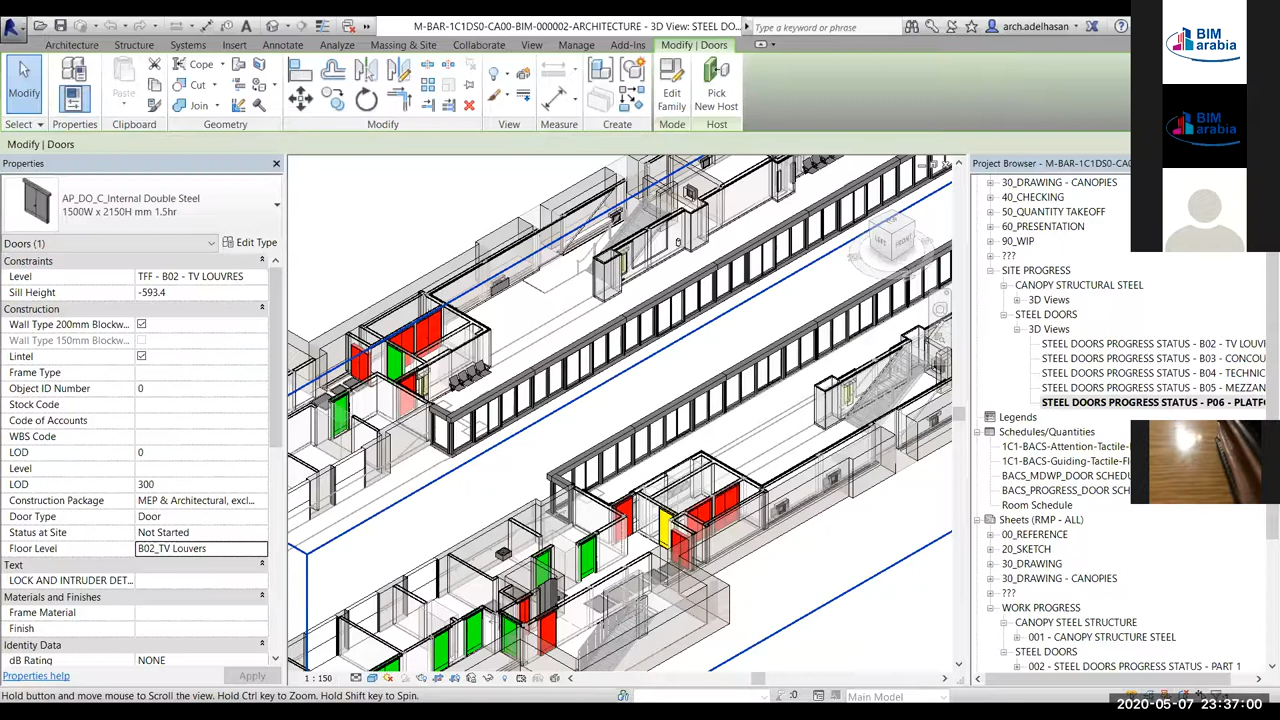 M-BAR-1C1DS0-CA00-BIM-000002-ARCHITECTURE - 3D View: STEEL DO...
Type a keyword or phrase
arch.adelhasan
Architecture Structure Systems Insert Annotate Analyze Massing & Site Collaborate View Manage Add-Ins Modify | Doors
Modify
Paste
Cope
Cut
Join
Edit
Family
Pick
New Host
Select Properties Clipboard Geometry Modify View Measure Create Mode Host
Modify | Doors
Properties
AP_DO_C_Internal Double Steel
1500W x 2150H mm 1.5hr
Doors (1)
Edit Type
Constraints
Level TFF - B02 - TV LOUVRES
Sill Height -593.4
Construction
Wall Type 200mm Blockw...
Wall Type 150mm Blockw...
Lintel
Frame Type
Object ID Number 0
Stock Code
Code of Accounts
WBS Code
LOD 0
Level
LOD 300
Construction Package MEP & Architectural, excl...
Door Type Door
Status at Site Not Started
Floor Level B02_TV Louvers
Text
LOCK AND INTRUDER DET...
Materials and Finishes
Frame Material
Finish
Identity Data
dB Rating NONE
Properties help
Apply
LEFT FRONT
1 : 150
Project Browser - M-BAR-1C1DS0-CA0
30_DRAWING - CANOPIES
40_CHECKING
50_QUANTITY TAKEOFF
60_PRESENTATION
90_WIP
???
SITE PROGRESS
CANOPY STRUCTURAL STEEL
3D Views
STEEL DOORS
3D Views
STEEL DOORS PROGRESS STATUS - B02 - TV LOUV
STEEL DOORS PROGRESS STATUS - B03 - CONCOU
STEEL DOORS PROGRESS STATUS - B04 - TECHNIC
STEEL DOORS PROGRESS STATUS - B05 - MEZZAN
STEEL DOORS PROGRESS STATUS - P06 - PLATFO
Legends
Schedules/Quantities
1C1-BACS-Attention-Tactile-
1C1-BACS-Guiding-Tactile-Fl
BACS_MDWP_DOOR SCHEDU
BACS_PROGRESS_DOOR SCH
Room Schedule
Sheets (RMP - ALL)
00_REFERENCE
20_SKETCH
30_DRAWING
30_DRAWING - CANOPIES
???
WORK PROGRESS
CANOPY STEEL STRUCTURE
001 - CANOPY STRUCTURE STEEL
STEEL DOORS
002 - STEEL DOORS PROGRESS STATUS - PART 1
BIM
arabia
BIM
arabia
Hold button and move mouse to Scroll the view. Hold Ctrl key to Zoom. Hold Shift key to Spin.
:0
Main Model
2020-05-07 23:37:00